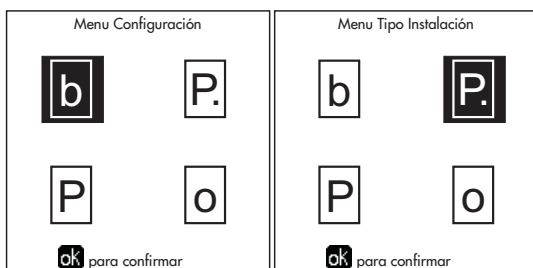 Menu Configuración
b P.
P o
ok para confirmar
Menu Tipo Instalación
b P.
P o
ok para confirmar